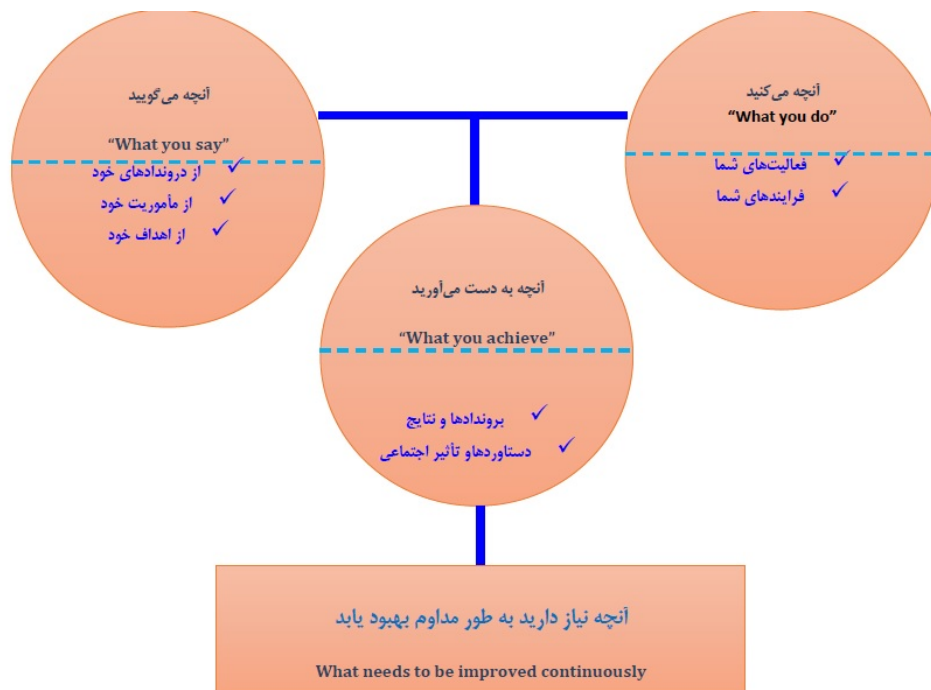 آنچه می‌کنید
“What you do”
✓ فعالیت‌های شما
✓ فرایندهای شما
آنچه می‌گویید
“What you say”
✓ از دروندادهای خود
✓ از مأموریت خود
✓ از اهداف خود
آنچه به دست می‌آورید
“What you achieve”
✓ بروندادها و نتایج
✓ دستاوردهاو تأثیر اجتماعی
آنچه نیاز دارید به طور مداوم بهبود یابد
What needs to be improved continuously